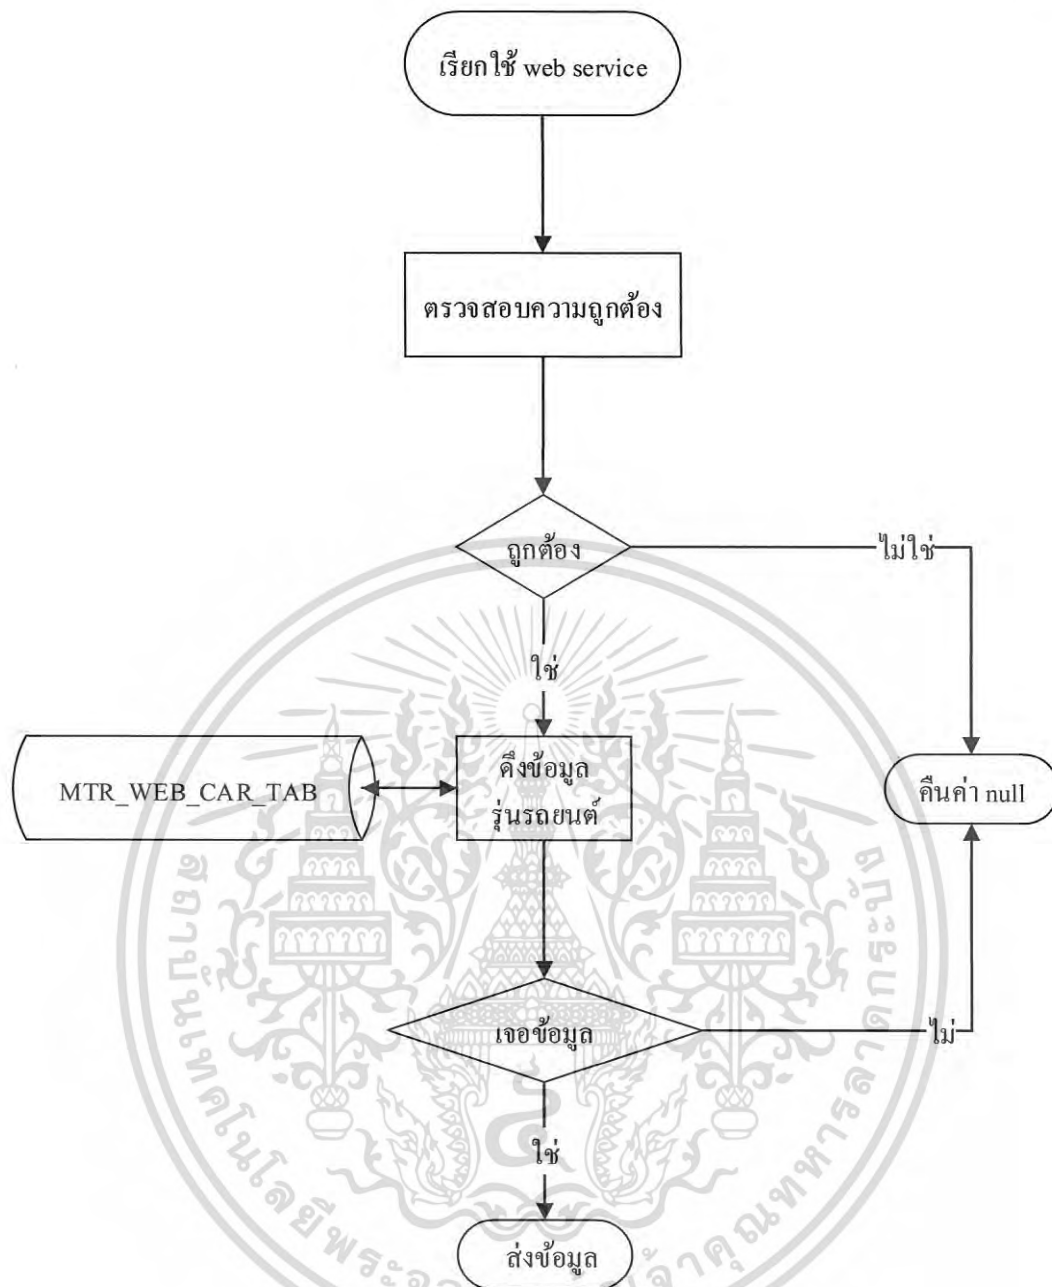 เรียกใช้ web service
ตรวจสอบความถูกต้อง
ถูกต้อง
ไม่ใช่
ใช่
MTR_WEB_CAR_TAB
ดึงข้อมูล
รุ่นรถยนต์
คืนค่า null
เจอข้อมูล
ไม่
ใช่
ส่งข้อมูล